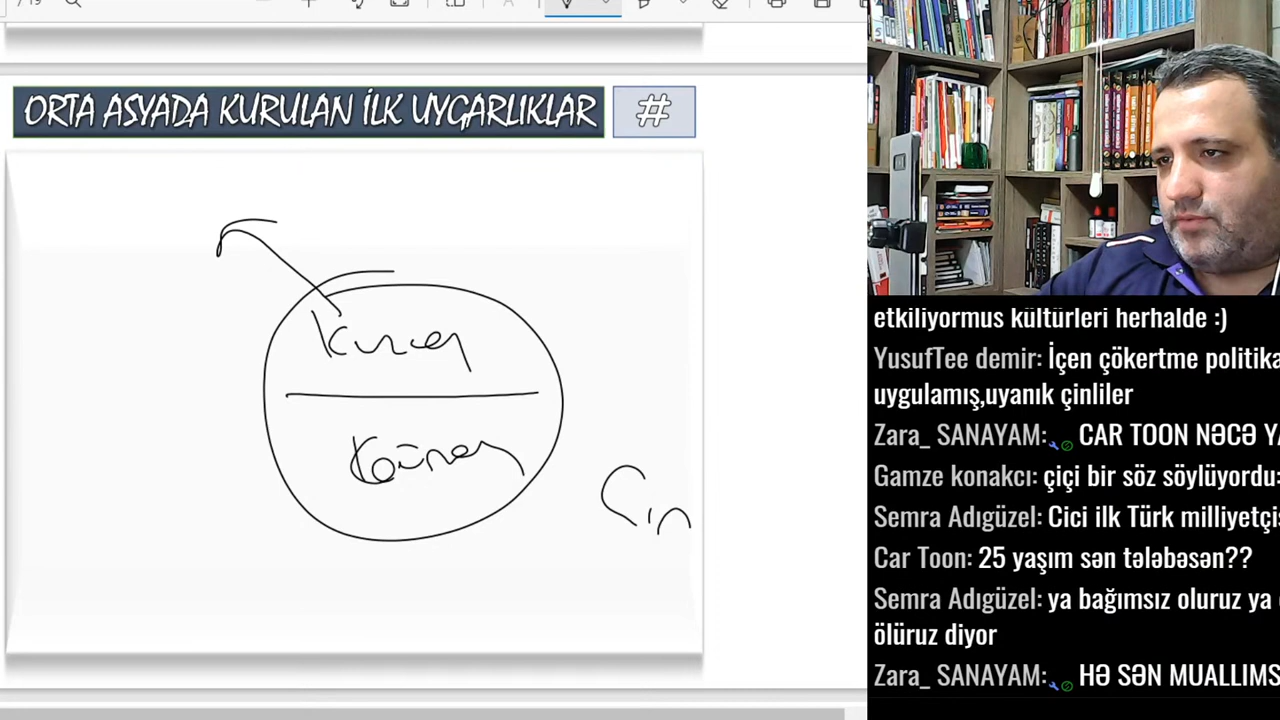 /19
ORTA ASYADA KURULAN İLK UYGARLIKLAR
#
Kuzey
Güney
Çin
etkiliyormus kültürleri herhalde :)
YusufTee demir: İçen çökertme politika
uygulamış,uyanık çinliler
Zara_ SANAYAM: CAR TOON NƏCƏ YA
Gamze konakcı: çiçi bir söz söylüyordu:
Semra Adıgüzel: Cici ilk Türk milliyetçis
Car Toon: 25 yaşım sən tələbəsən??
Semra Adıgüzel: ya bağımsız oluruz ya
ölürüz diyor
Zara_ SANAYAM: HƏ SƏN MUALLIMS